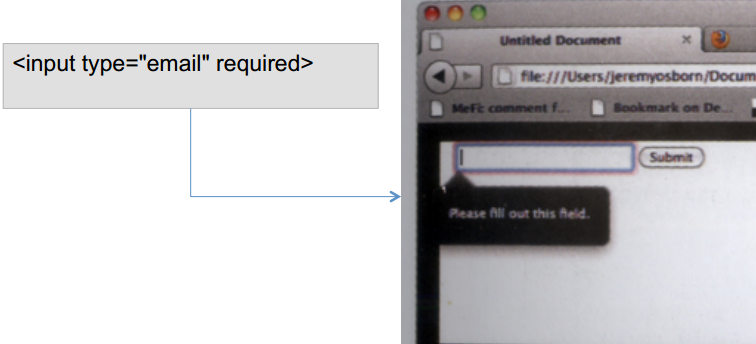 <input type="email" required>
Untitled Document
file:///Users/jeremyosborn/Docum
MeFi: comment f... Bookmark on De...
Submit
Please fill out this field.